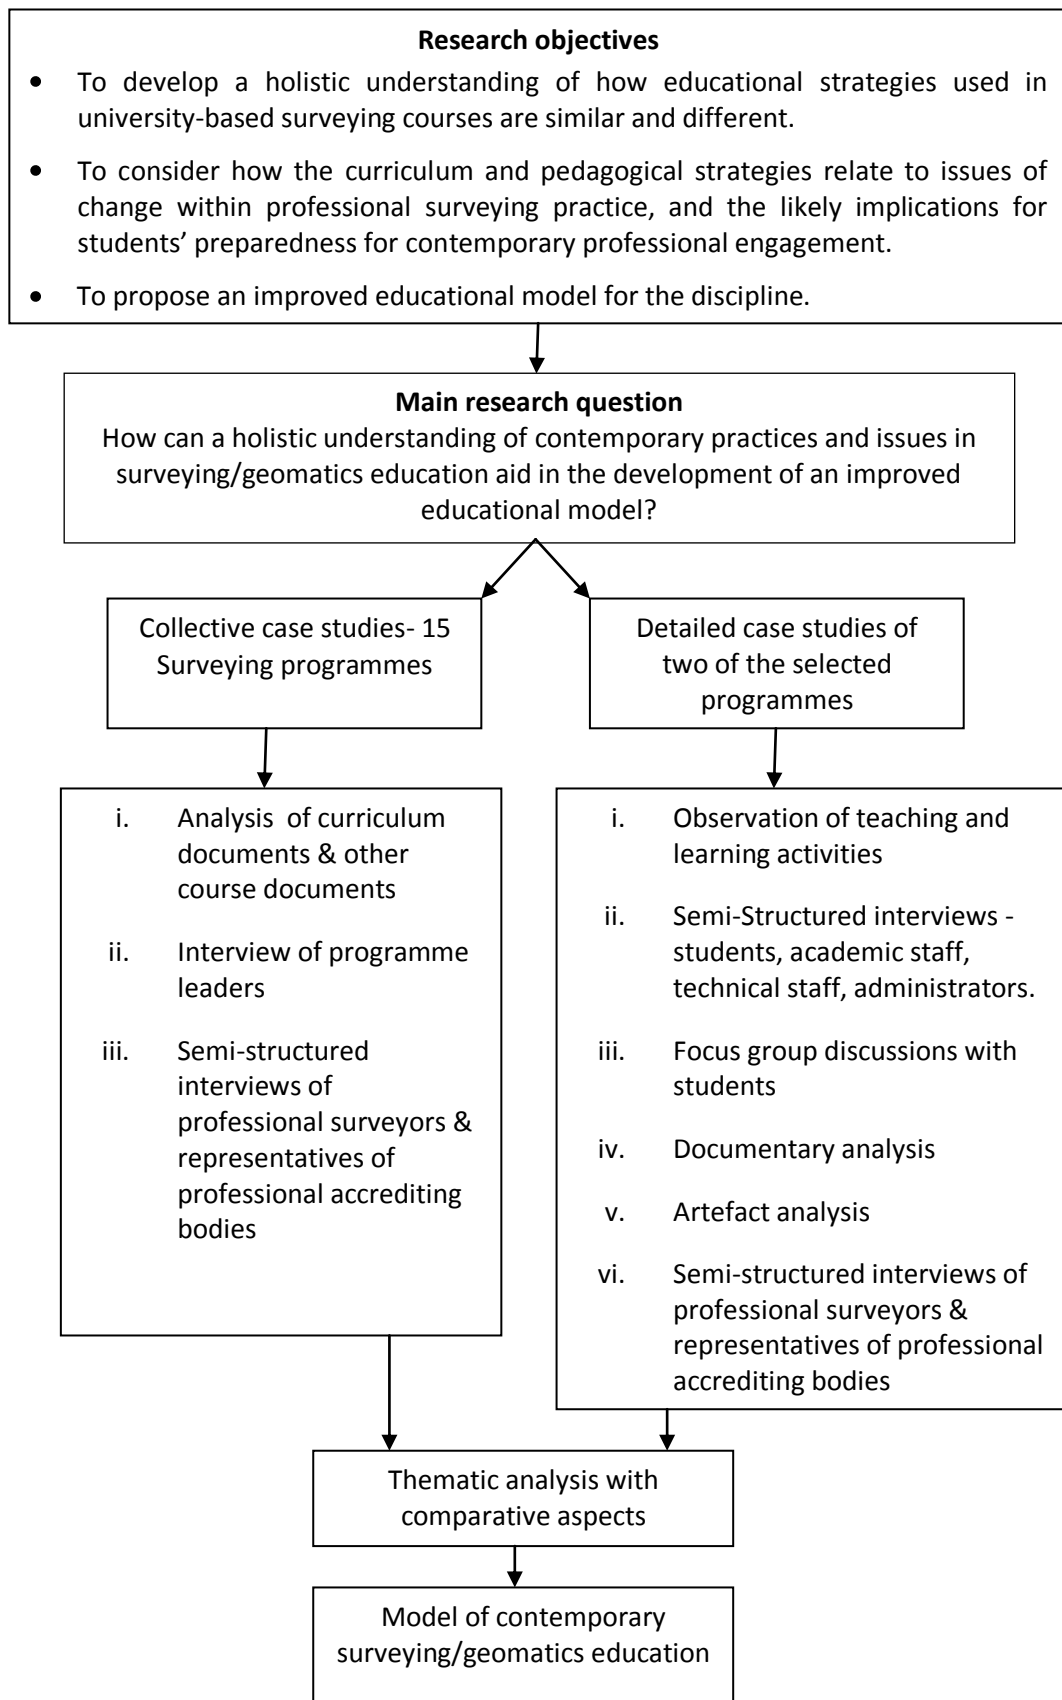 Research objectives
• To develop a holistic understanding of how educational strategies used in
university-based surveying courses are similar and different.
• To consider how the curriculum and pedagogical strategies relate to issues of
change within professional surveying practice, and the likely implications for
students’ preparedness for contemporary professional engagement.
• To propose an improved educational model for the discipline.
Main research question
How can a holistic understanding of contemporary practices and issues in
surveying/geomatics education aid in the development of an improved
educational model?
Collective case studies- 15
Surveying programmes
Detailed case studies of
two of the selected
programmes
i. Analysis of curriculum
documents & other
course documents
ii. Interview of programme
leaders
iii. Semi-structured
interviews of
professional surveyors &
representatives of
professional accrediting
bodies
i. Observation of teaching and
learning activities
ii. Semi-Structured interviews -
students, academic staff,
technical staff, administrators.
iii. Focus group discussions with
students
iv. Documentary analysis
v. Artefact analysis
vi. Semi-structured interviews of
professional surveyors &
representatives of professional
accrediting bodies
Thematic analysis with
comparative aspects
Model of contemporary
surveying/geomatics education